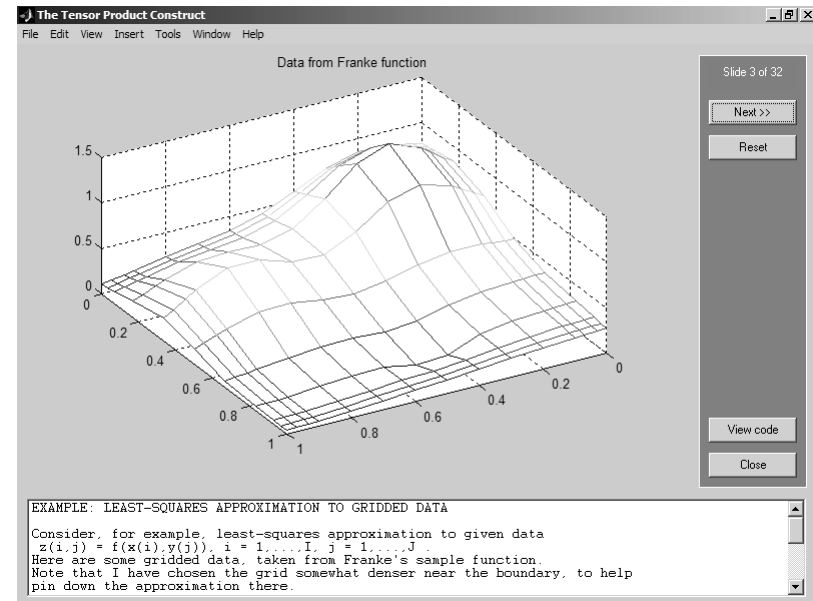 The Tensor Product Construct
File Edit View Insert Tools Window Help
Data from Franke function
1.5
1
0.5
0
0
0.2
0.4
0.6
0.8
1
1
0.8
0.6
0.4
0.2
0
Slide 3 of 32
Next >>
Reset
View code
Close
EXAMPLE: LEAST-SQUARES APPROXIMATION TO GRIDDED DATA
Consider, for example, least-squares approximation to given data
z(i,j) = f(x(i),y(j)), i = 1,...,I, j = 1,...,J .
Here are some gridded data, taken from Franke's sample function.
Note that I have chosen the grid somewhat denser near the boundary, to help
pin down the approximation there.